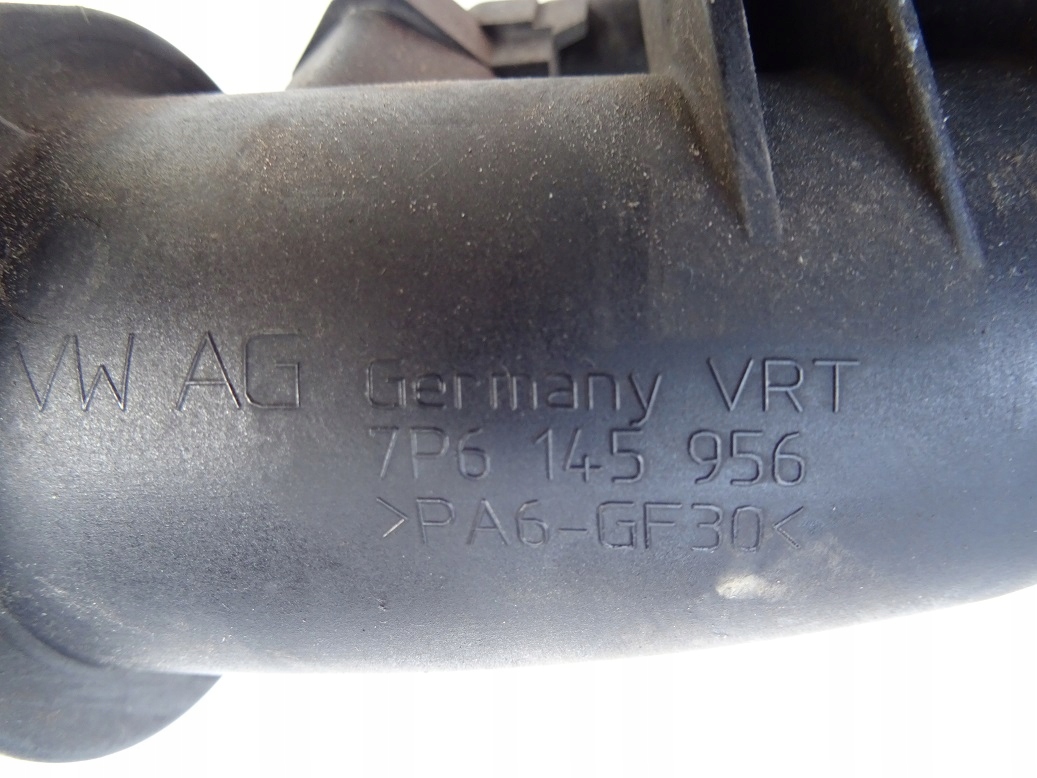 VW AG Germany VRT
7P6 145 956
>PA6-GF30<